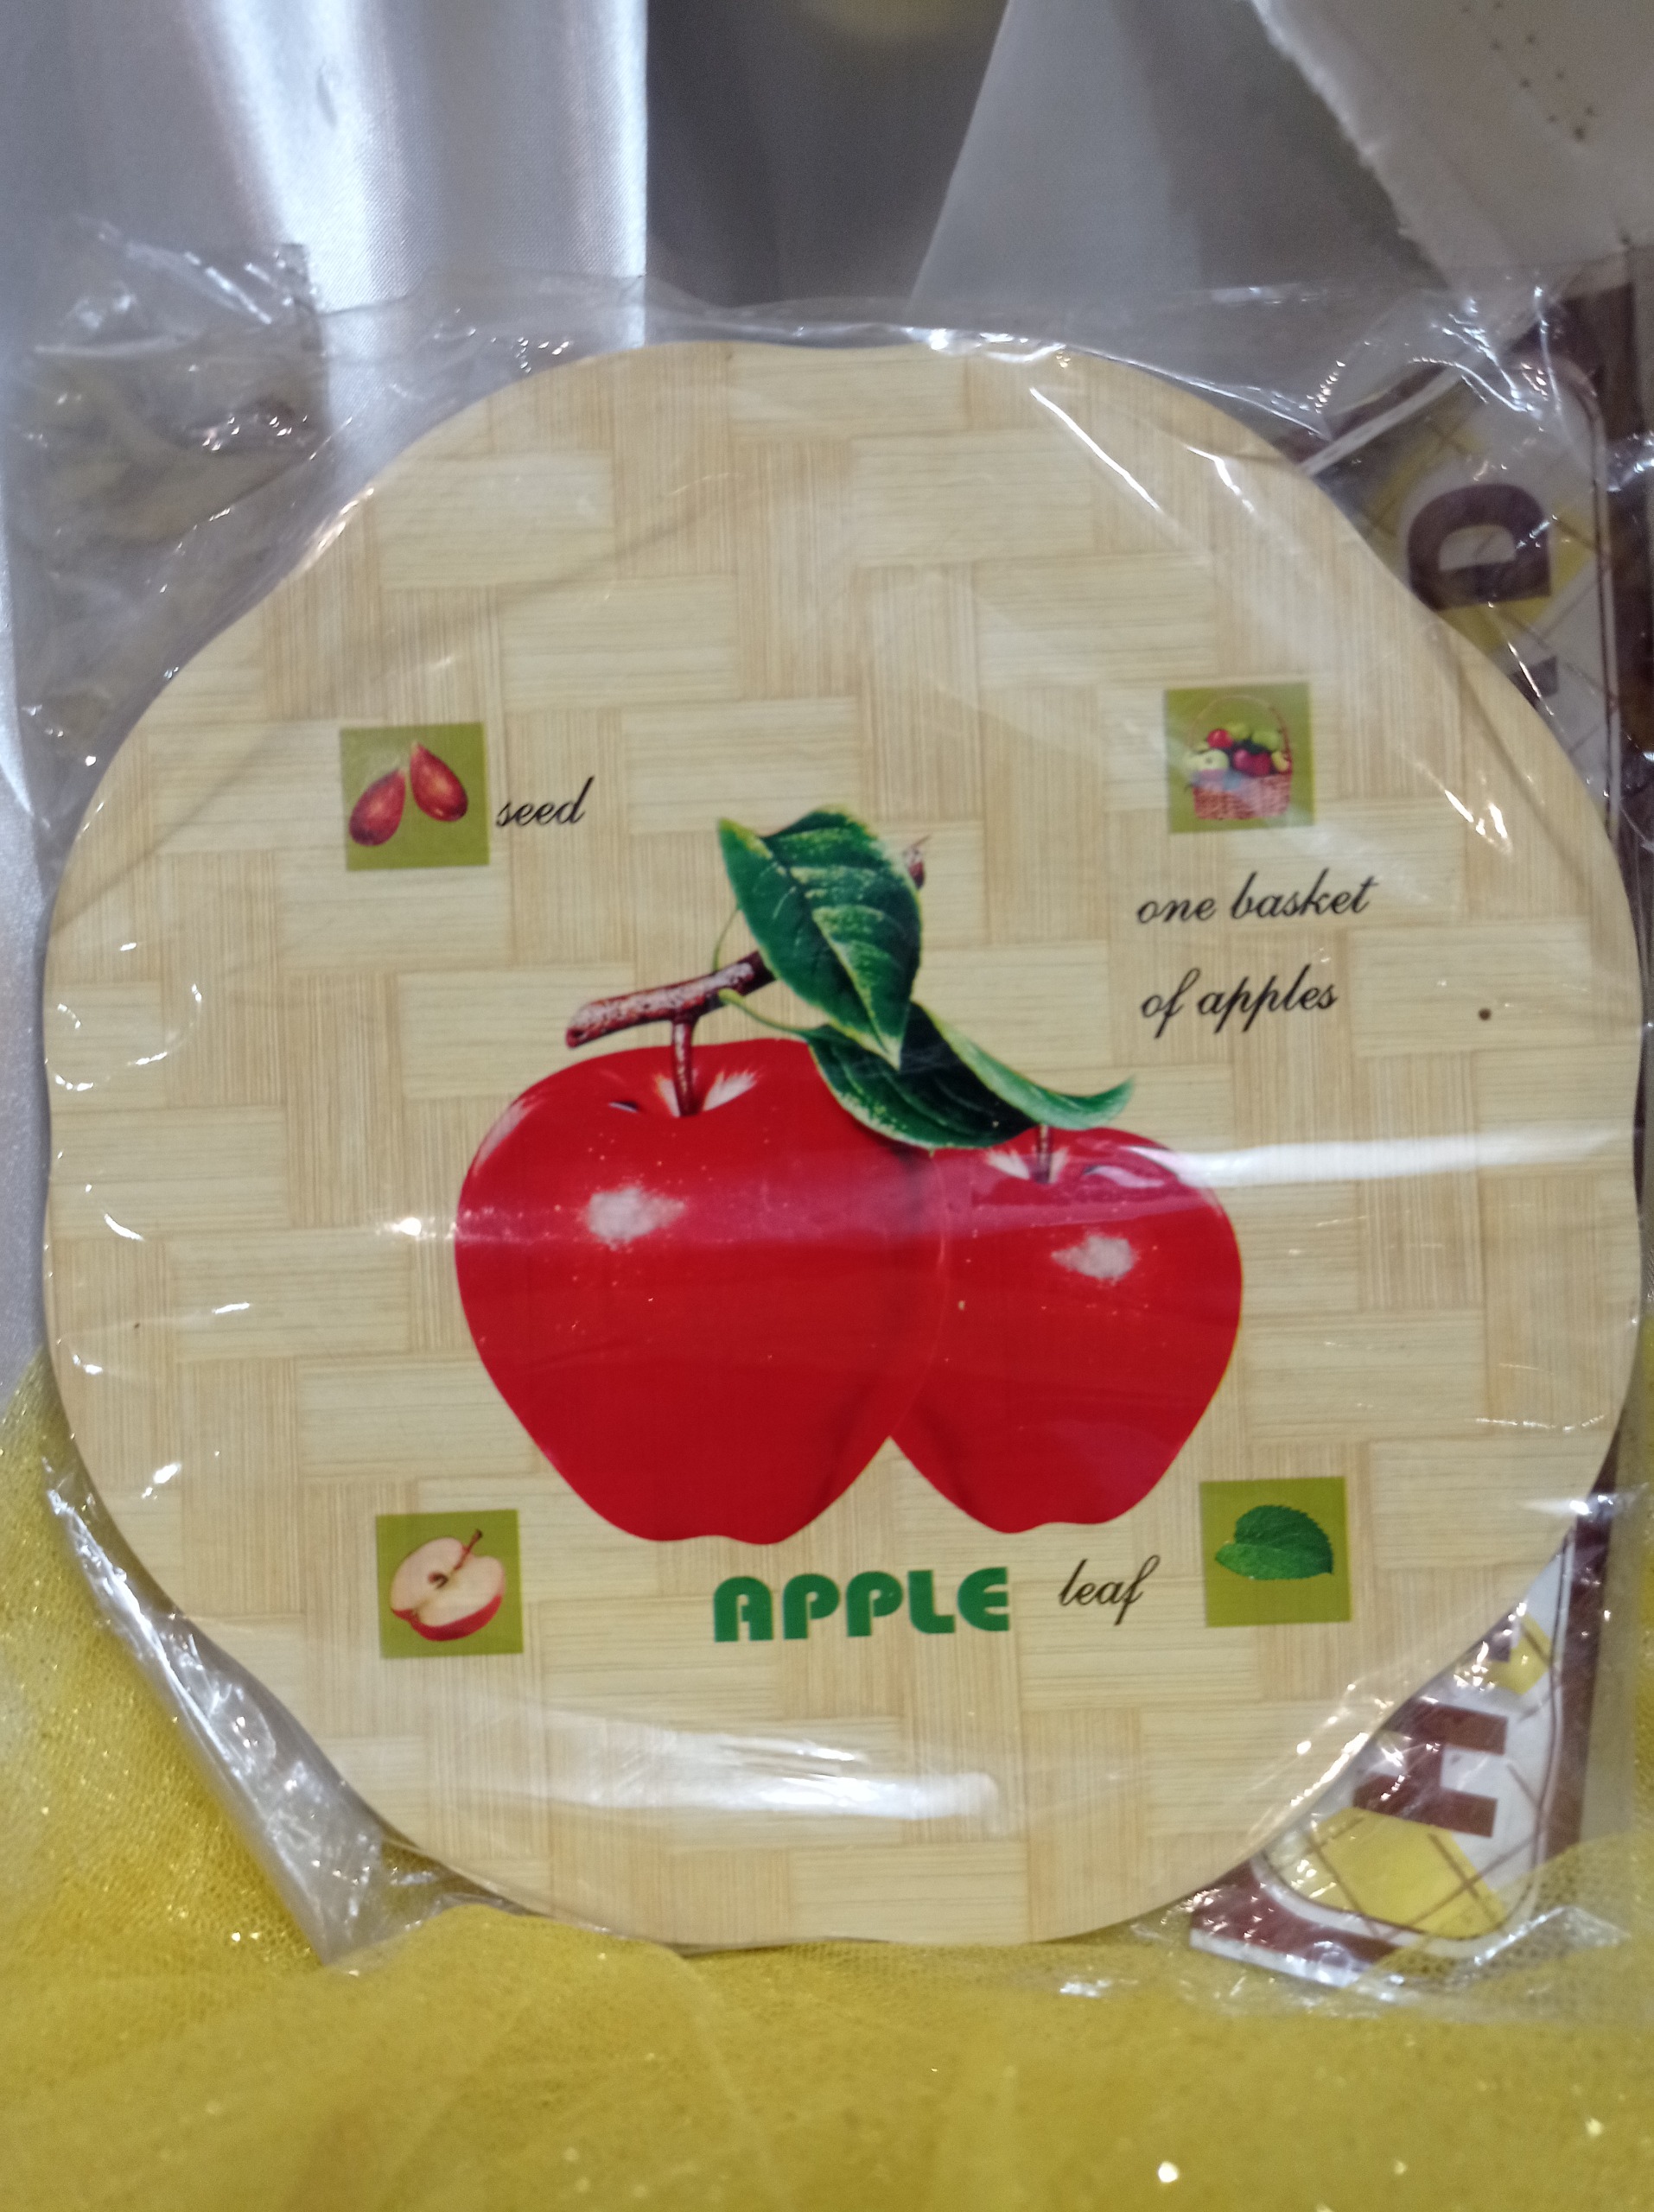 seed
one basket
of apples
APPLE
leaf
D
H